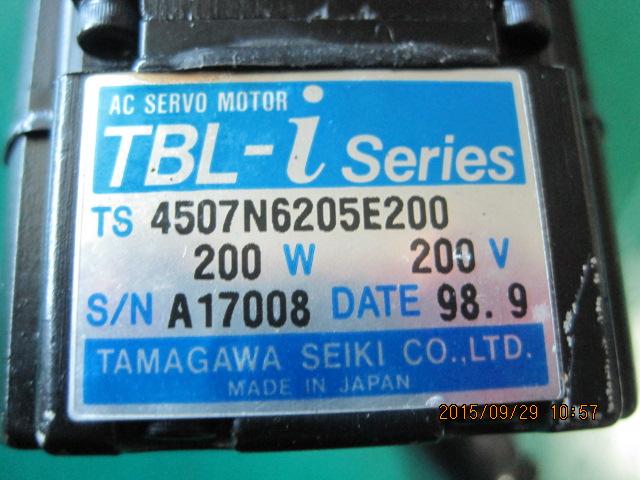 AC SERVO MOTOR
TBL-i Series
TS 4507N6205E200
200 W 200 V
S/N A17008 DATE 98.9
TAMAGAWA SEIKI CO.,LTD.
MADE IN JAPAN
2015/09/29 10:57